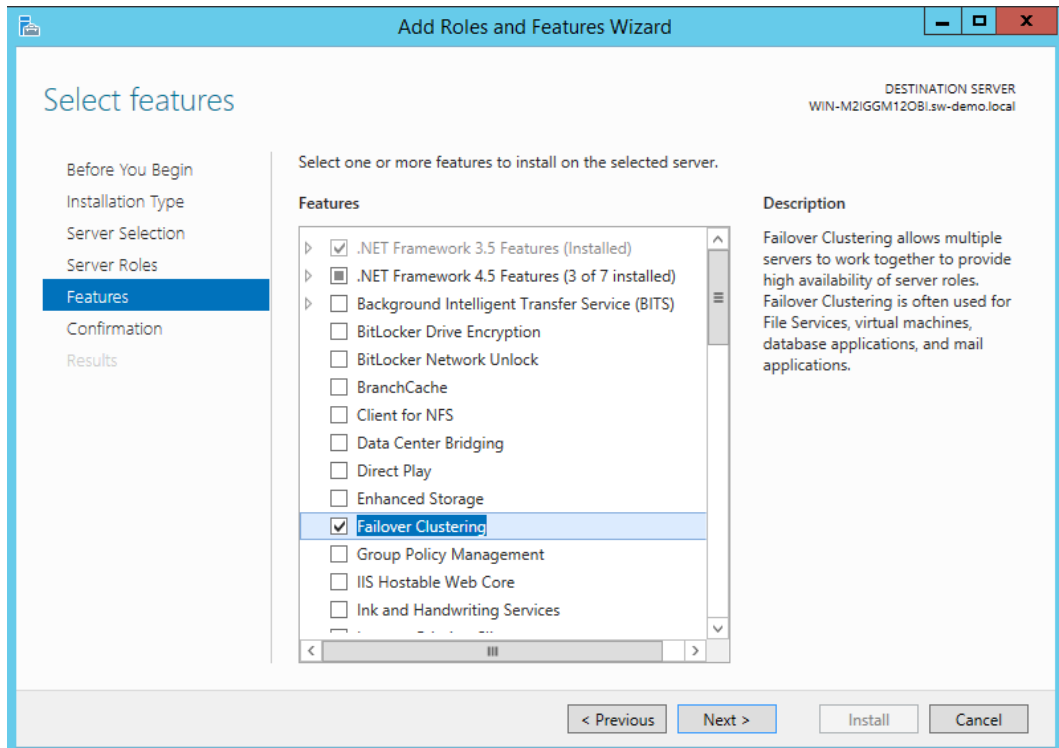 Add Roles and Features Wizard
Select features
DESTINATION SERVER
WIN-M2IGGM12OBI.sw-demo.local
Before You Begin
Installation Type
Server Selection
Server Roles
Features
Confirmation
Results
Select one or more features to install on the selected server.
Features
.NET Framework 3.5 Features (Installed)
.NET Framework 4.5 Features (3 of 7 installed)
Background Intelligent Transfer Service (BITS)
BitLocker Drive Encryption
BitLocker Network Unlock
BranchCache
Client for NFS
Data Center Bridging
Direct Play
Enhanced Storage
Failover Clustering
Group Policy Management
IIS Hostable Web Core
Ink and Handwriting Services
Description
Failover Clustering allows multiple
servers to work together to provide
high availability of server roles.
Failover Clustering is often used for
File Services, virtual machines,
database applications, and mail
applications.
< Previous
Next >
Install
Cancel